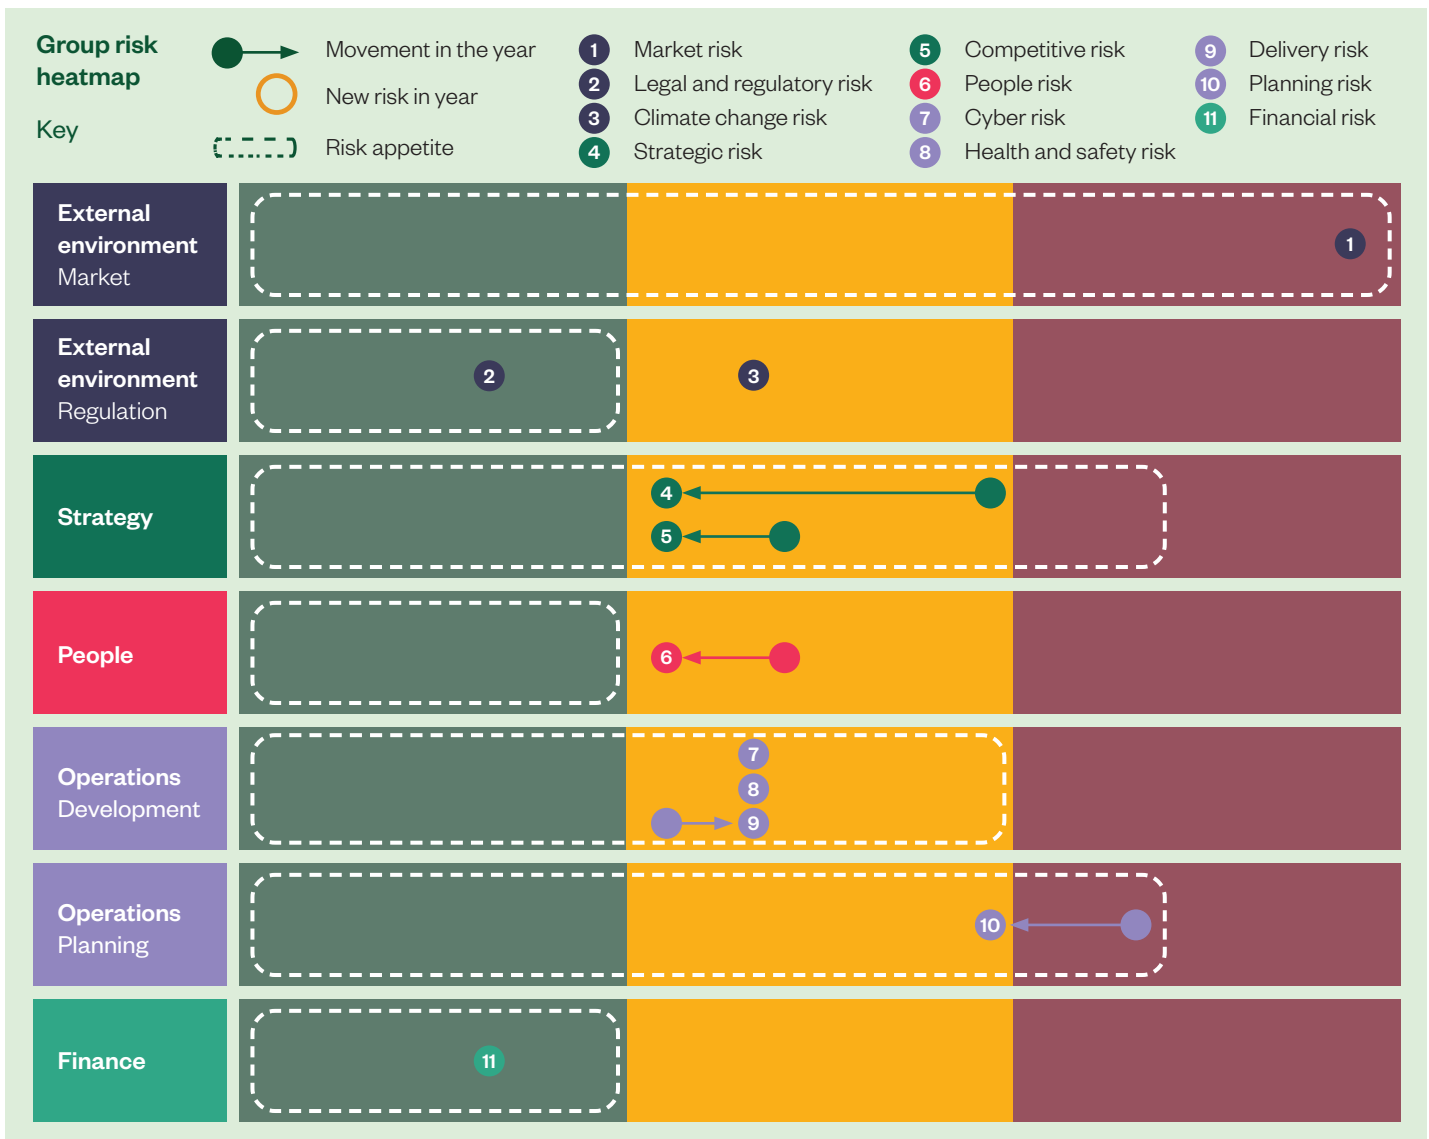 Group risk
heatmap
Key
Movement in the year
New risk in year
Risk appetite
1 Market risk
2 Legal and regulatory risk
3 Climate change risk
4 Strategic risk
5 Competitive risk
6 People risk
7 Cyber risk
8 Health and safety risk
9 Delivery risk
10 Planning risk
11 Financial risk
External
environment
Market
1
External
environment
Regulation
2
3
Strategy
4
5
People
6
Operations
Development
7
8
9
Operations
Planning
10
Finance
11